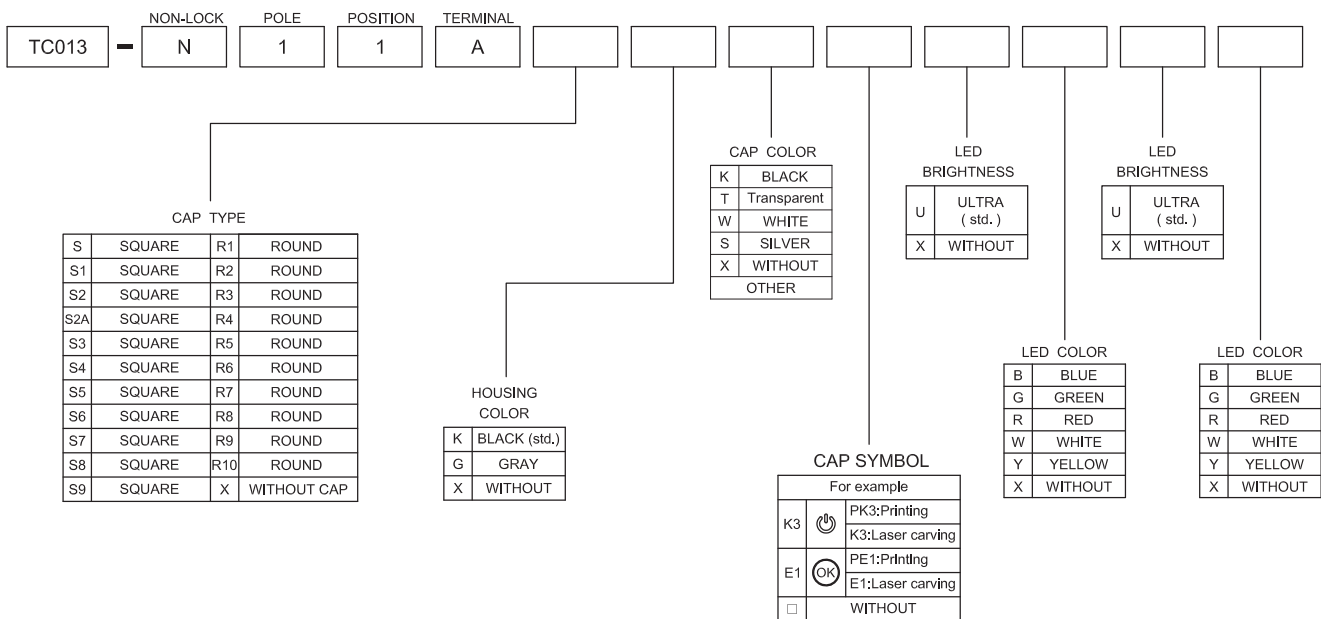 NON-LOCK POLE POSITION TERMINAL
TC013 - N 1 1 A
CAP TYPE
S SQUARE R1 ROUND
S1 SQUARE R2 ROUND
S2 SQUARE R3 ROUND
S2A SQUARE R4 ROUND
S3 SQUARE R5 ROUND
S4 SQUARE R6 ROUND
S5 SQUARE R7 ROUND
S6 SQUARE R8 ROUND
S7 SQUARE R9 ROUND
S8 SQUARE R10 ROUND
S9 SQUARE X WITHOUT CAP
HOUSING
COLOR
K BLACK (std.)
G GRAY
X WITHOUT
CAP COLOR
K BLACK
T Transparent
W WHITE
S SILVER
X WITHOUT
OTHER
CAP SYMBOL
For example
K3 PK3:Printing
K3:Laser carving
E1 OK PE1:Printing
E1:Laser carving
□ WITHOUT
LED
BRIGHTNESS
U ULTRA
( std. )
X WITHOUT
LED COLOR
B BLUE
G GREEN
R RED
W WHITE
Y YELLOW
X WITHOUT
LED
BRIGHTNESS
U ULTRA
( std. )
X WITHOUT
LED COLOR
B BLUE
G GREEN
R RED
W WHITE
Y YELLOW
X WITHOUT